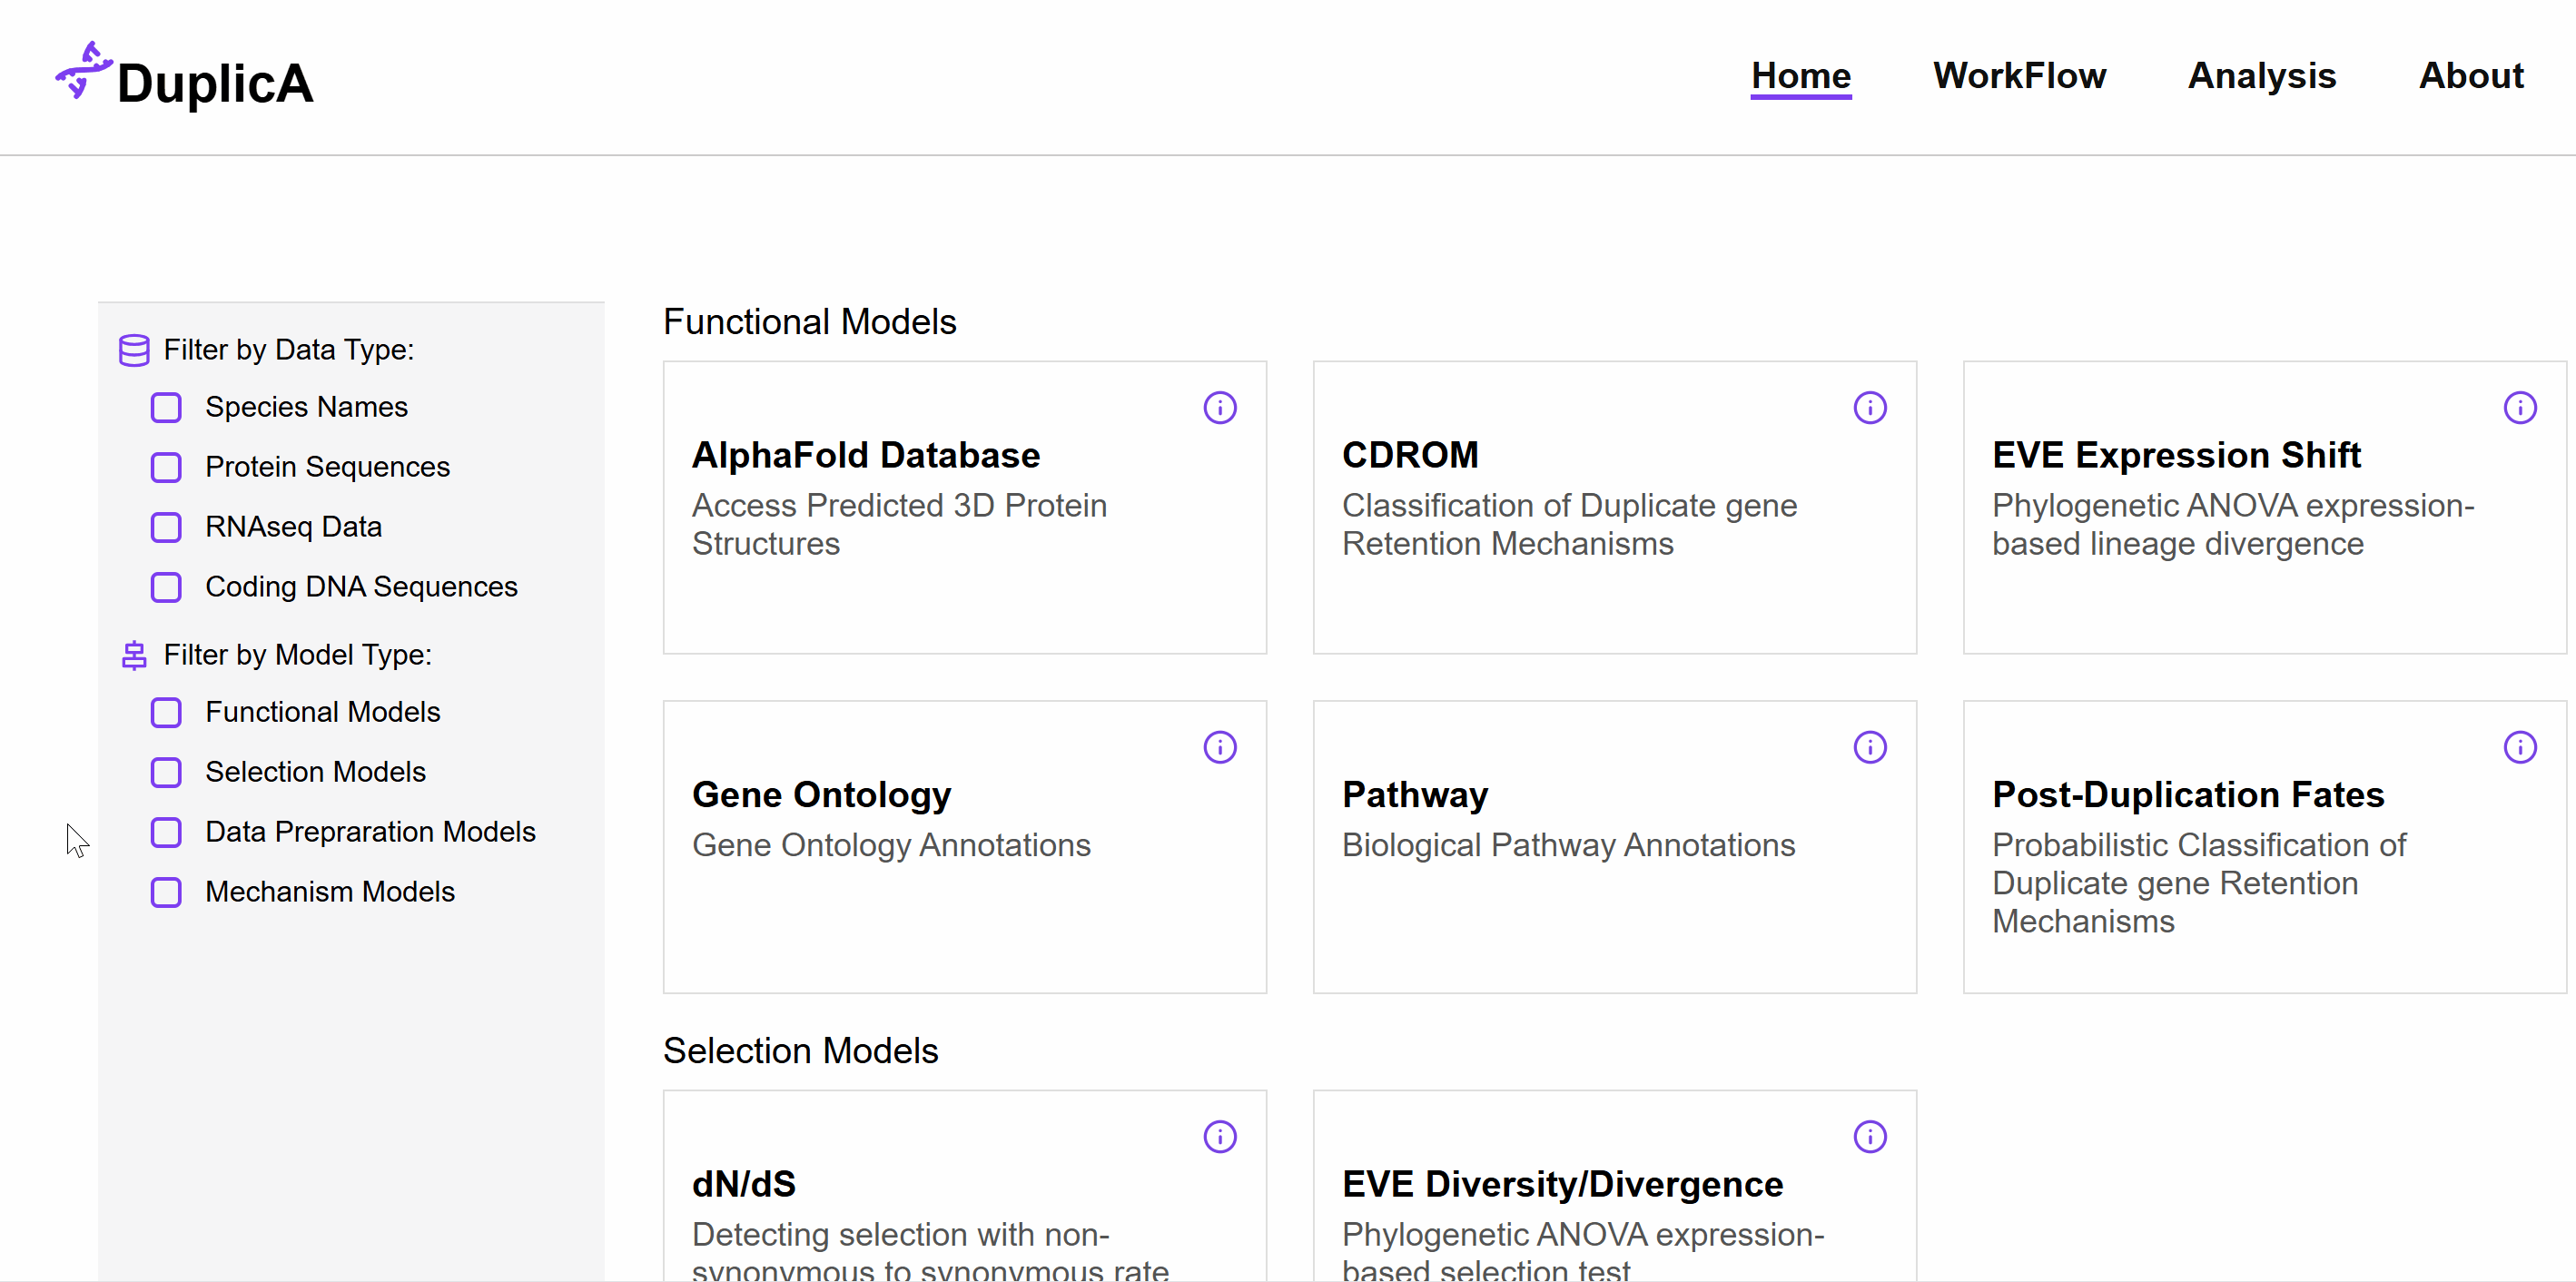 DuplicA
Home WorkFlow Analysis About
Filter by Data Type:
Species Names
Protein Sequences
RNAseq Data
Coding DNA Sequences
Filter by Model Type:
Functional Models
Selection Models
Data Prepraration Models
Mechanism Models
Functional Models
AlphaFold Database
Access Predicted 3D Protein
Structures
CDROM
Classification of Duplicate gene
Retention Mechanisms
EVE Expression Shift
Phylogenetic ANOVA expression-
based lineage divergence
Gene Ontology
Gene Ontology Annotations
Pathway
Biological Pathway Annotations
Post-Duplication Fates
Probabilistic Classification of
Duplicate gene Retention
Mechanisms
Selection Models
dN/dS
Detecting selection with non-
synonymous to synonymous rate
EVE Diversity/Divergence
Phylogenetic ANOVA expression-
based selection test